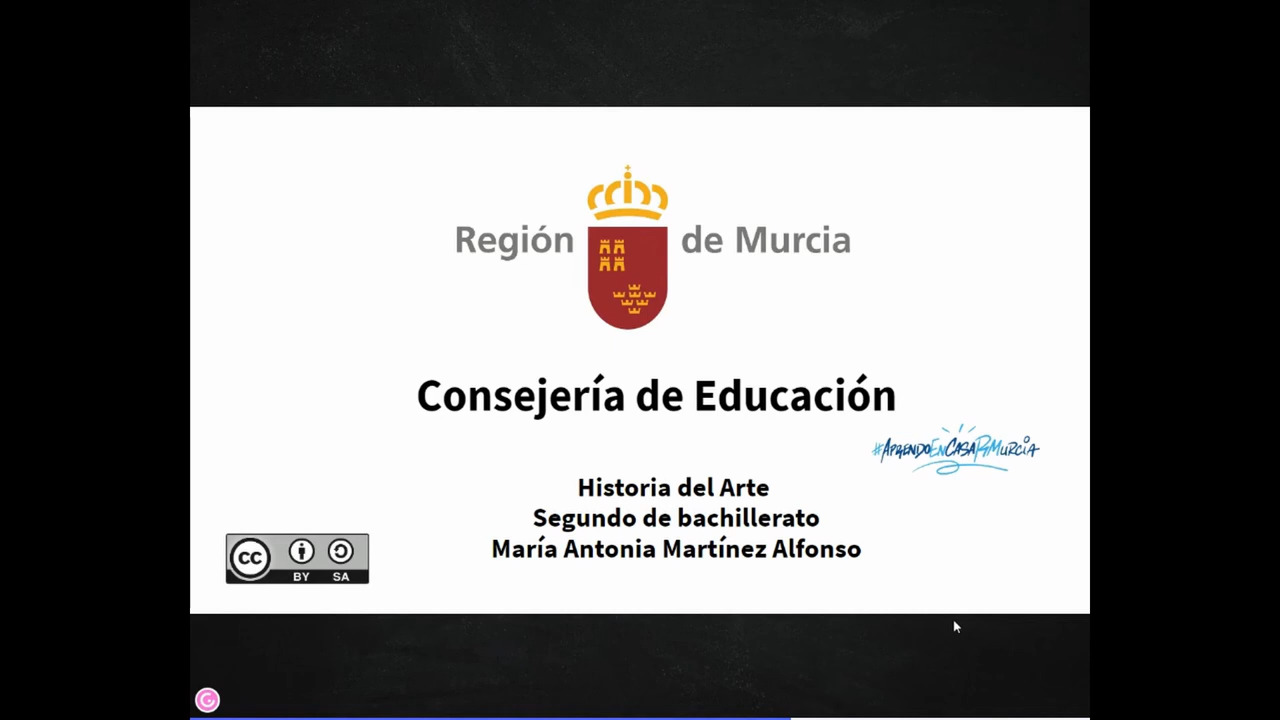 Región de Murcia
Consejería de Educación
#APRENDOENCASARMURCIA
Historia del Arte
Segundo de bachillerato
María Antonia Martínez Alfonso
CC BY SA